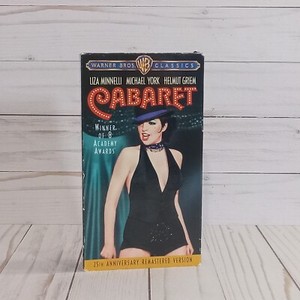 WARNER BROS. WB CLASSICS
LIZA MINNELLI MICHAEL YORK HELMUT GRIEM
CABARET
WINNER
OF 8
ACADEMY
AWARDS
25TH ANNIVERSARY REMASTERED VERSION